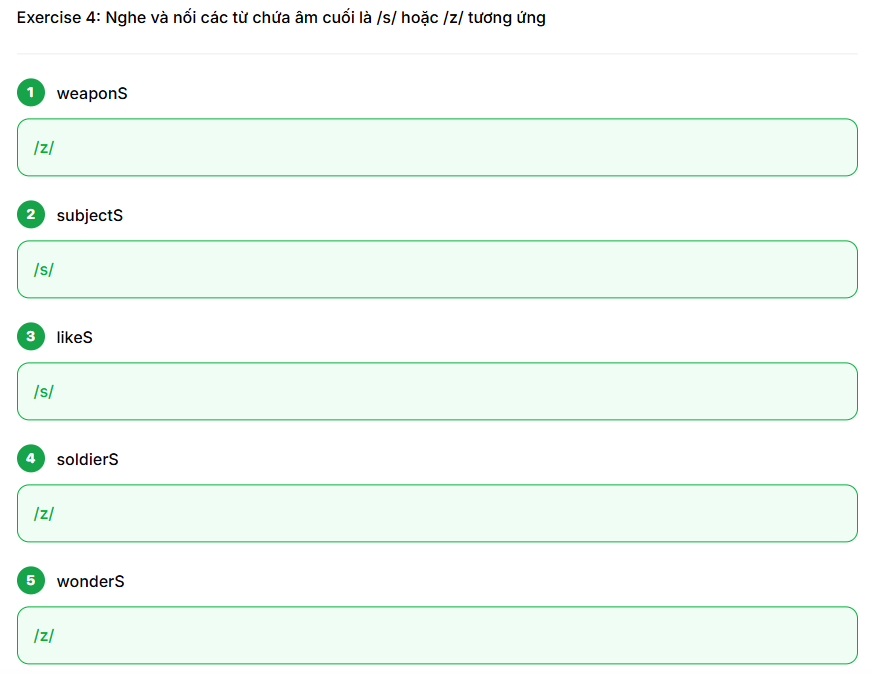 Exercise 4: Nghe và nối các từ chứa âm cuối là /s/ hoặc /z/ tương ứng
1 weaponS
/z/
2 subjectS
/s/
3 likeS
/s/
4 soldierS
/z/
5 wonderS
/z/